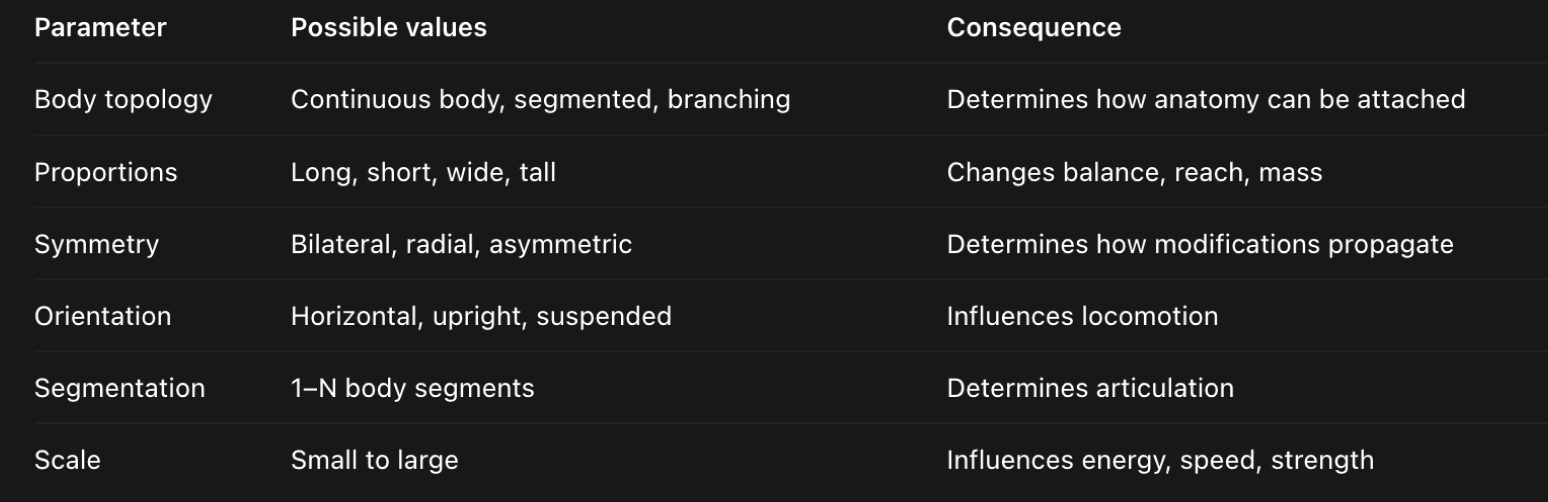 Parameter Possible values Consequence
Body topology Continuous body, segmented, branching Determines how anatomy can be attached
Proportions Long, short, wide, tall Changes balance, reach, mass
Symmetry Bilateral, radial, asymmetric Determines how modifications propagate
Orientation Horizontal, upright, suspended Influences locomotion
Segmentation 1–N body segments Determines articulation
Scale Small to large Influences energy, speed, strength